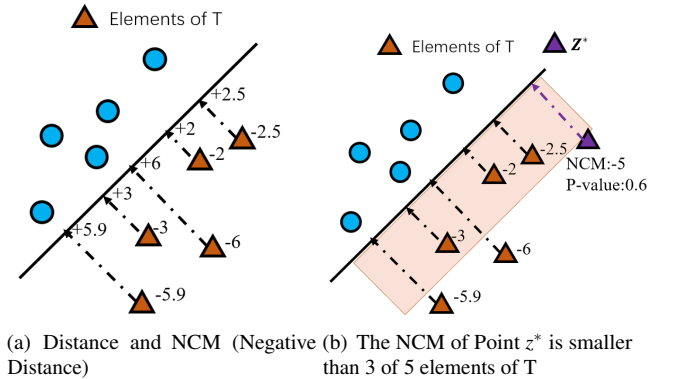 Elements of T
+2.5
+2
-2.5
-2
+6
+3
-3
+5.9
-6
-5.9
(a) Distance and NCM (Negative
Distance)
Elements of T
Z*
-2.5
-2
NCM:-5
P-value:0.6
-3
-6
-5.9
(b) The NCM of Point z* is smaller
than 3 of 5 elements of T